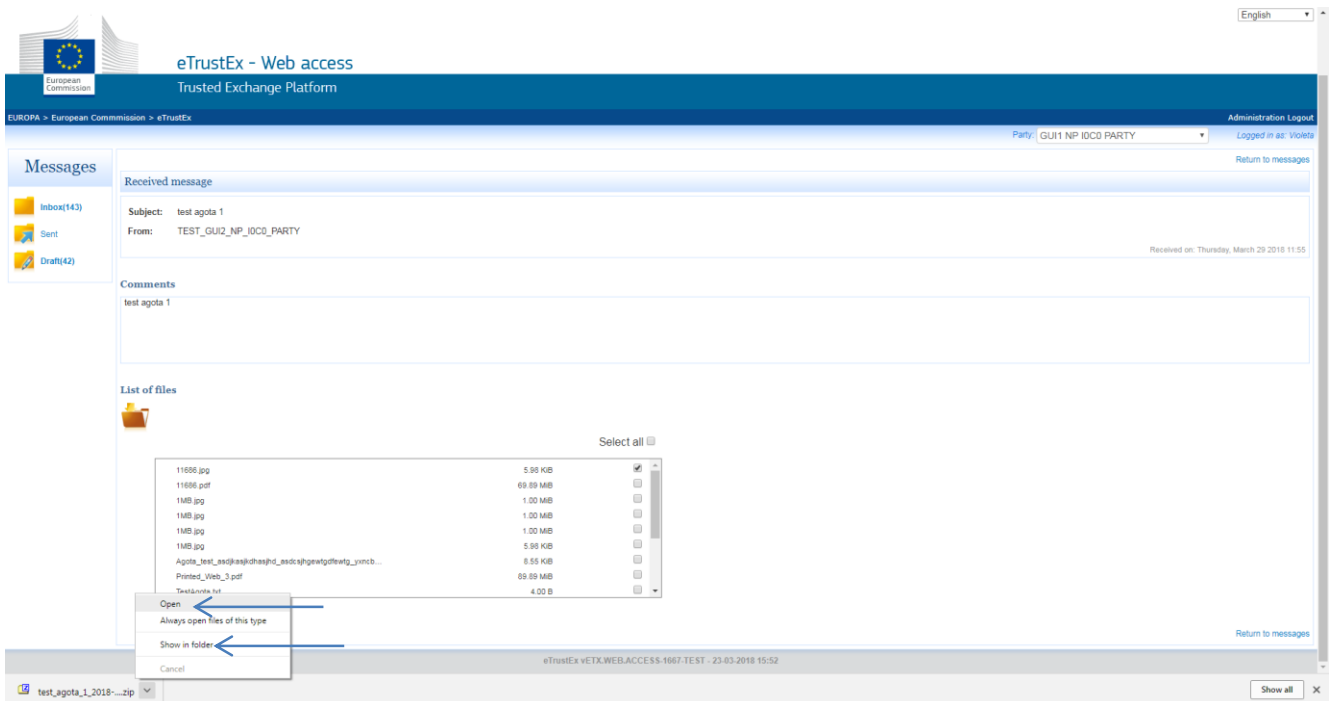 English
eTrustEx - Web access
European
Commission
Trusted Exchange Platform
EUROPA > European Commmission > eTrustEx
Administration Logout
Party: GUI1 NP I0C0 PARTY
Logged in as: Violeta
Messages
Return to messages
Received message
Inbox(143)
Subject: test agota 1
Sent
From: TEST_GUI2_NP_I0C0_PARTY
Received on: Thursday, March 29 2018 11:55
Draft(42)
Comments
test agota 1
List of files
Select all
11686.jpg 5.98 KiB
11686.pdf 69.89 MiB
1MB.jpg 1.00 MiB
1MB.jpg 1.00 MiB
1MB.jpg 1.00 MiB
1MB.jpg 5.98 KiB
8.55 KiB
Printed_Web_3.pdf 89.89 MiB
TestAgota.txt 4.00 B
Open
Always open files of this type
Show in folder
Cancel
Return to messages
eTrustEx vETX.WEB.ACCESS-1667-TEST - 23-03-2018 15:52
test_agota_1_2018-....zip
Show all